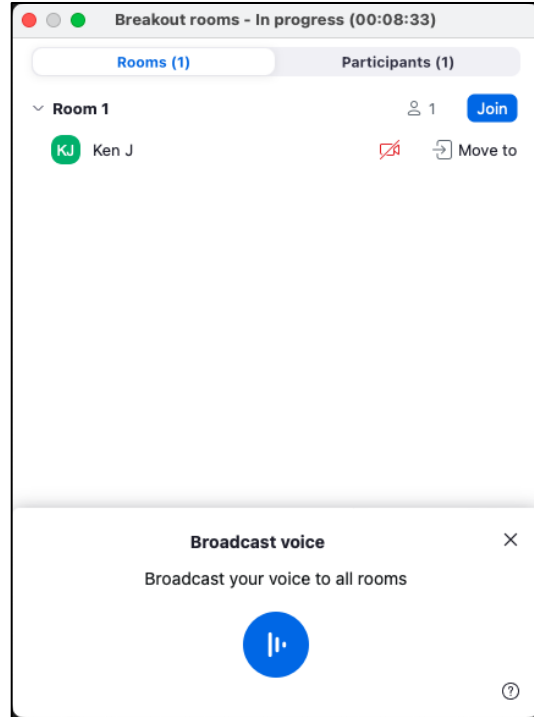 Breakout rooms - In progress (00:08:33)
Rooms (1) Participants (1)
Room 1 1 Join
KJ Ken J Move to
Broadcast voice
Broadcast your voice to all rooms